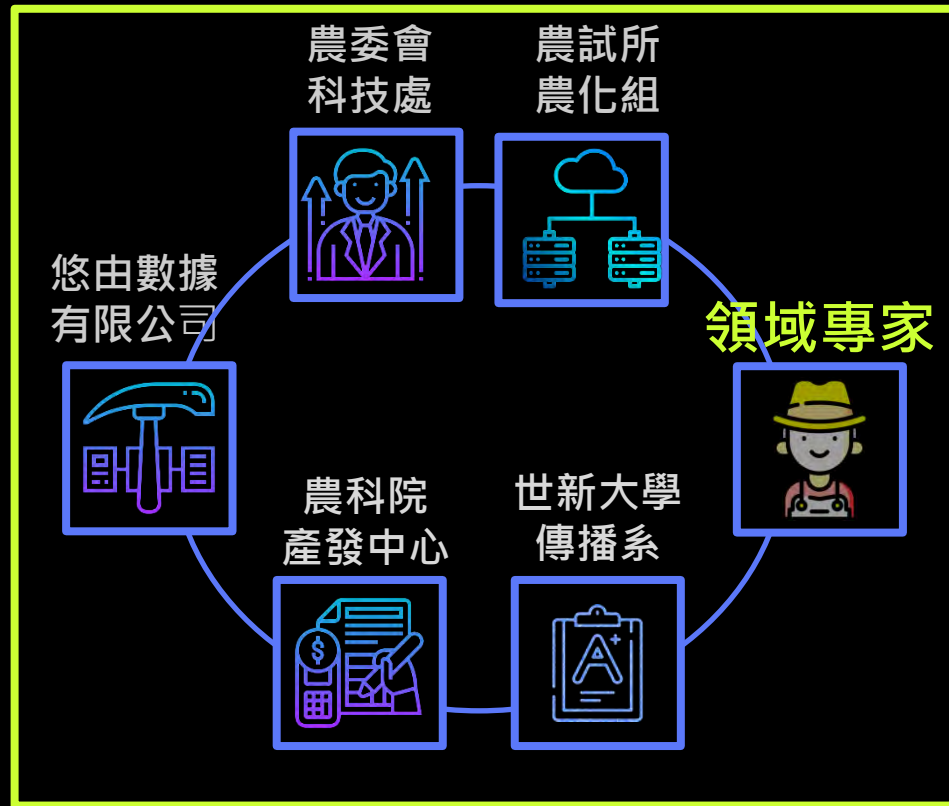 農委會
科技處
農試所
農化組
悠由數據
有限公司
領域專家
農科院
產發中心
世新大學
傳播系
$
A+